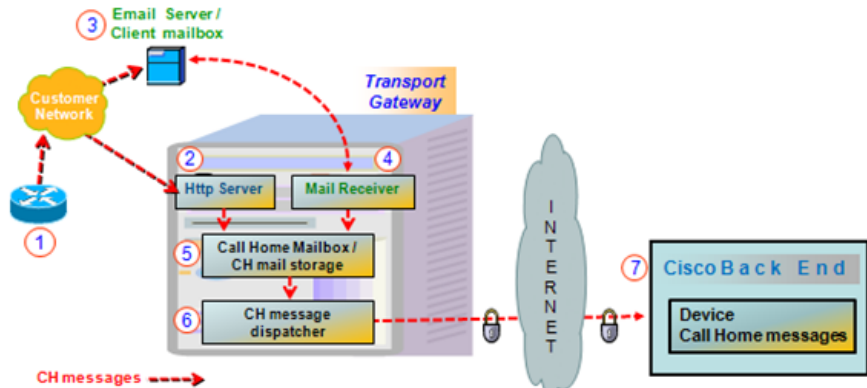 3
Email Server /
Client mailbox
Transport
Gateway
Customer
Network
2
4
Http Server
Mail Receiver
1
5
Call Home Mailbox /
CH mail storage
6
CH message
dispatcher
INTERNET
7
Cisco Back End
Device
Call Home messages
CH messages